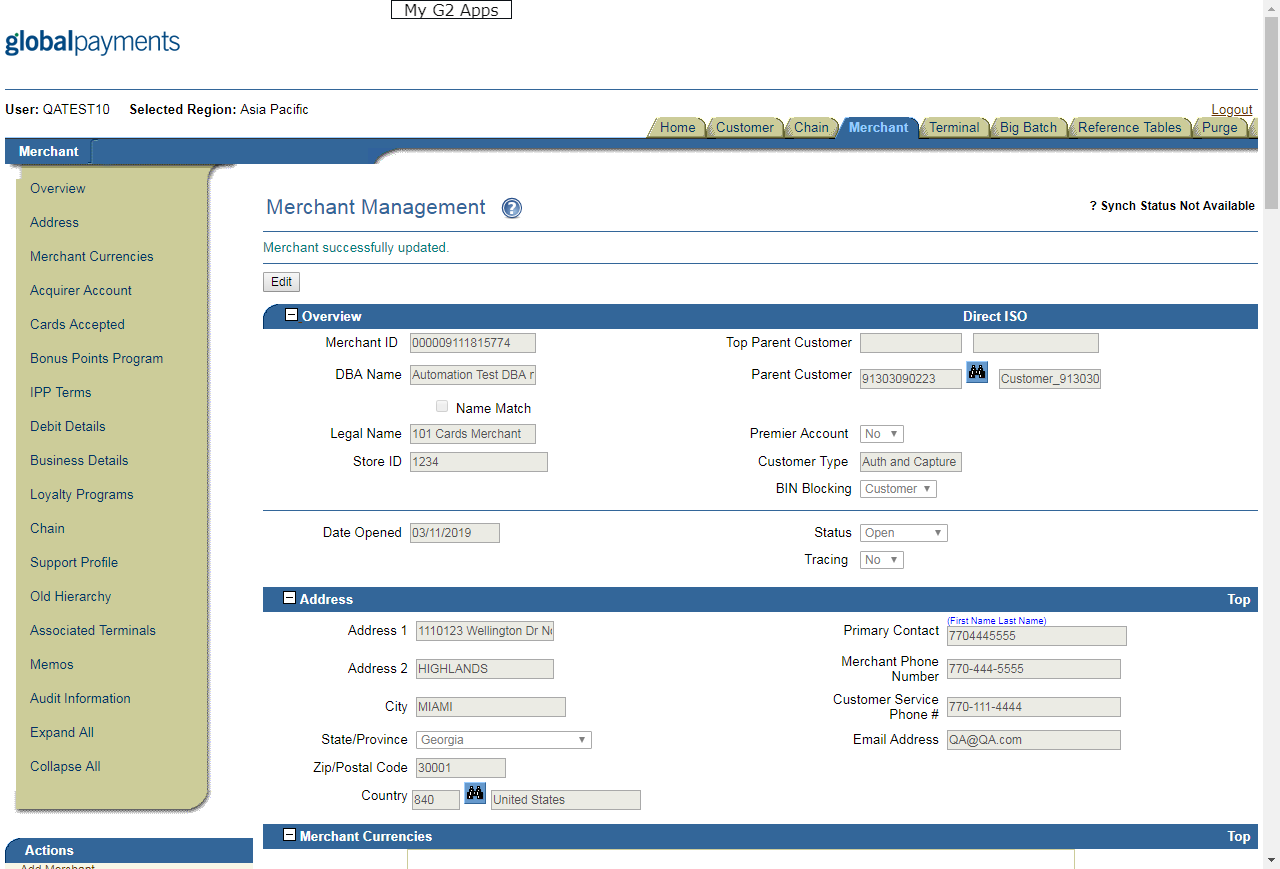 My G2 Apps
globalpayments
User: QATEST10 Selected Region: Asia Pacific
Logout
Home Customer Chain Merchant Terminal Big Batch Reference Tables Purge
Merchant
Overview
Address
Merchant Currencies
Acquirer Account
Cards Accepted
Bonus Points Program
IPP Terms
Debit Details
Business Details
Loyalty Programs
Chain
Support Profile
Old Hierarchy
Associated Terminals
Memos
Audit Information
Expand All
Collapse All
Actions
Add Merchant
Merchant Management ?
? Synch Status Not Available
Merchant successfully updated.
Edit
Overview Direct ISO
Merchant ID 000009111815774 Top Parent Customer
DBA Name Automation Test DBA r Parent Customer 91303090223 Customer_913030
Name Match
Legal Name 101 Cards Merchant Premier Account No
Store ID 1234 Customer Type Auth and Capture
BIN Blocking Customer
Date Opened 03/11/2019 Status Open
Tracing No
Address Top
(First Name Last Name)
Address 1 1110123 Wellington Dr No Primary Contact 7704445555
Address 2 HIGHLANDS Merchant Phone Number 770-444-5555
City MIAMI Customer Service Phone # 770-111-4444
State/Province Georgia Email Address QA@QA.com
Zip/Postal Code 30001
Country 840 United States
Merchant Currencies Top